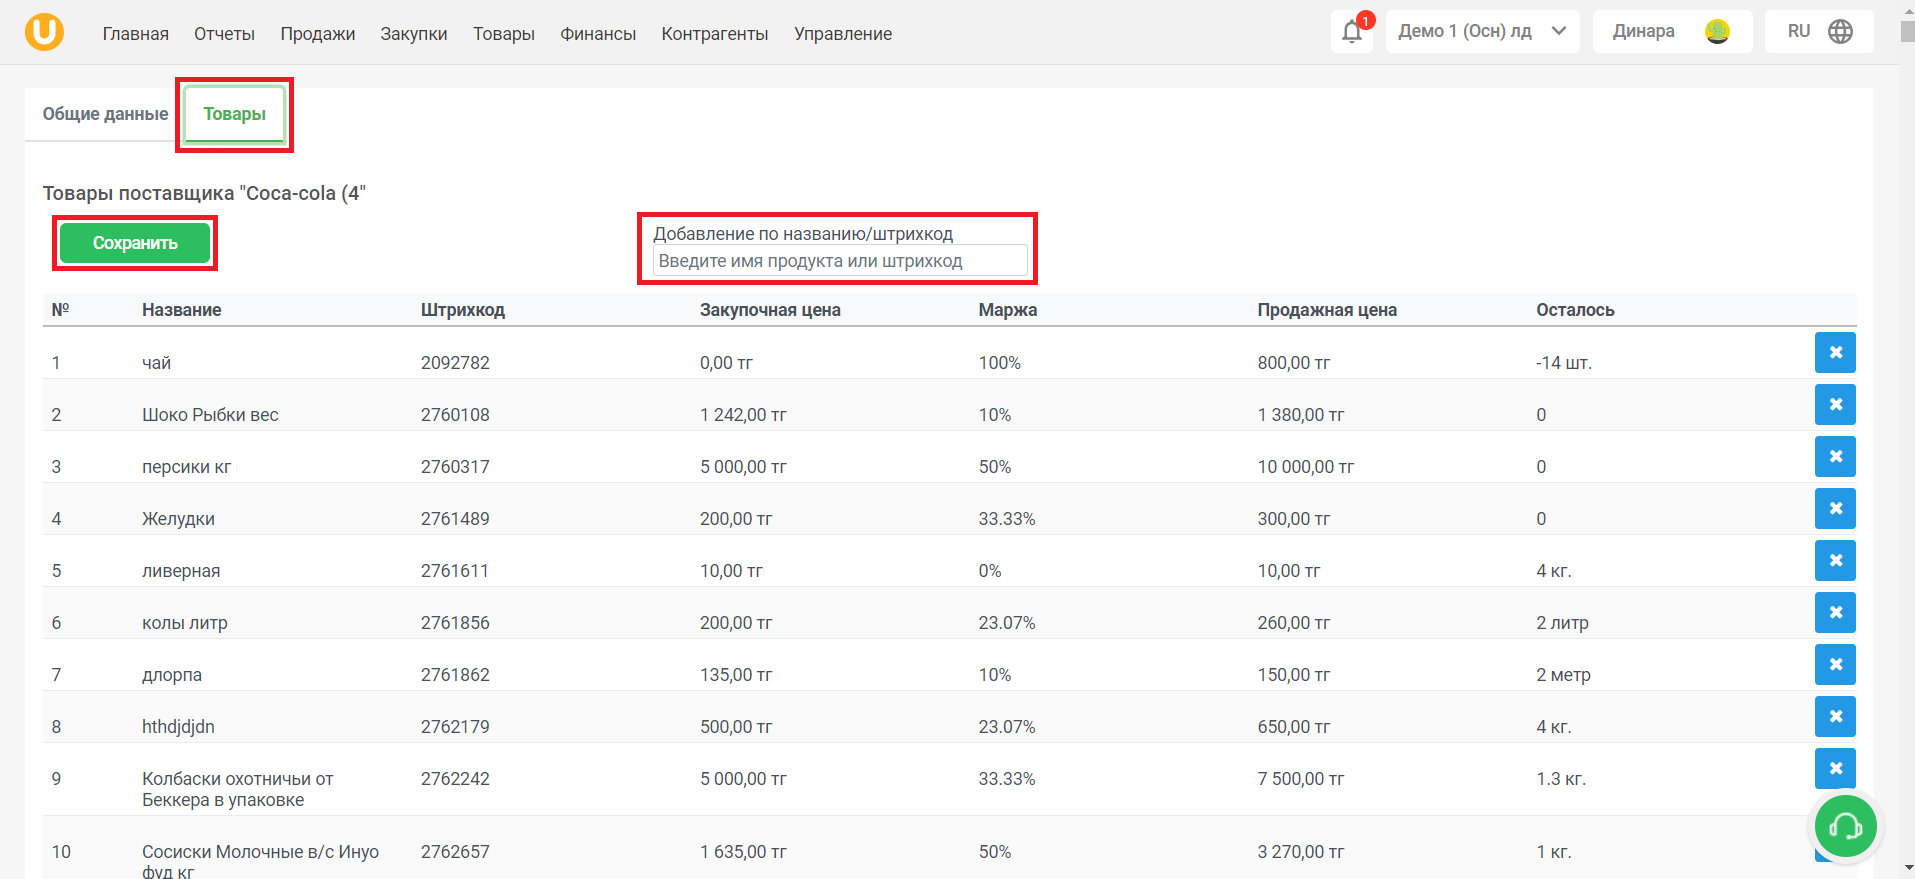 U
Главная Отчеты Продажи Закупки Товары Финансы Контрагенты Управление 1 Демо 1 (Осн) лд Динара RU
Общие данные Товары
Товары поставщика "Coca-cola (4"
Сохранить
Добавление по названию/штрихкод
Введите имя продукта или штрихкод
№ Название Штрихкод Закупочная цена Маржа Продажная цена Осталось
1 чай 2092782 0,00 тг 100% 800,00 тг -14 шт.
2 Шоко Рыбки вес 2760108 1 242,00 тг 10% 1 380,00 тг 0
3 персики кг 2760317 5 000,00 тг 50% 10 000,00 тг 0
4 Желудки 2761489 200,00 тг 33.33% 300,00 тг 0
5 ливерная 2761611 10,00 тг 0% 10,00 тг 4 кг.
6 колы литр 2761856 200,00 тг 23.07% 260,00 тг 2 литр
7 длорпа 2761862 135,00 тг 10% 150,00 тг 2 метр
8 hthdjdjdn 2762179 500,00 тг 23.07% 650,00 тг 4 кг.
9 Колбаски охотничьи от 2762242 5 000,00 тг 33.33% 7 500,00 тг 1.3 кг.
Беккера в упаковке
10 Сосиски Молочные в/с Инуо 2762657 1 635,00 тг 50% 3 270,00 тг 1 кг.
фуд кг